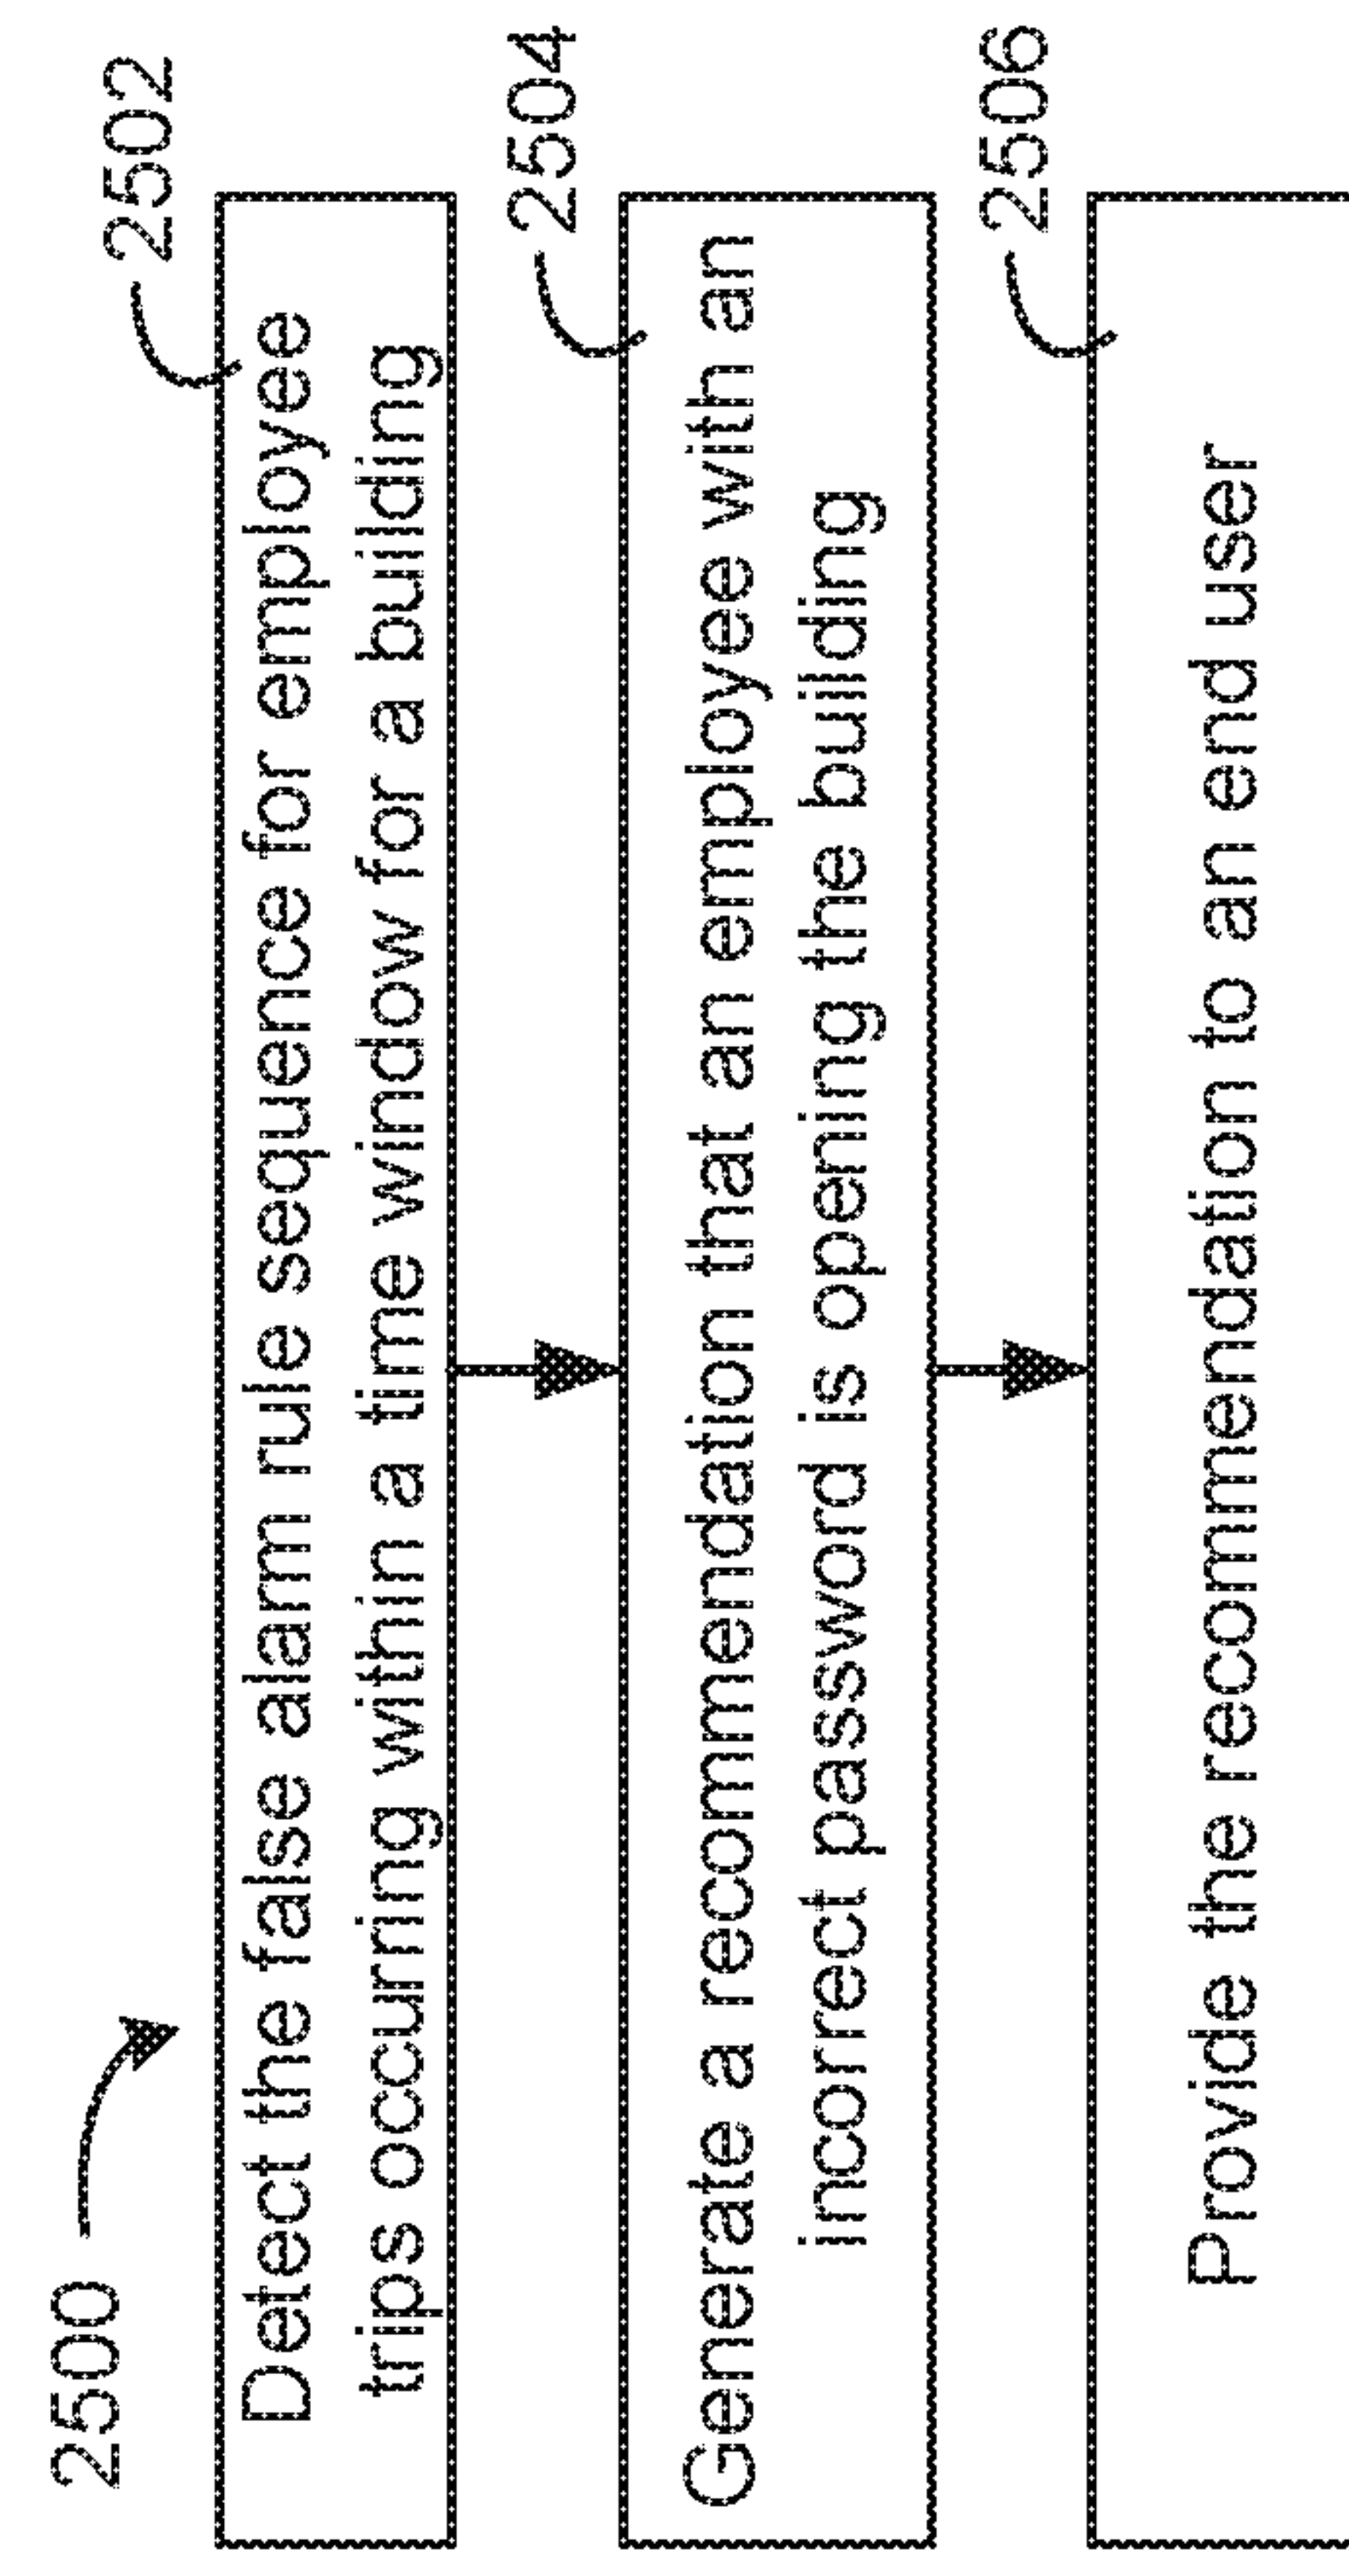 2500
2502
Detect the false alarm rule sequence for employee
trips occurring within a time window for a building
2504
Generate a recommendation that an employee with an
incorrect password is opening the building
2506
Provide the recommendation to an end user